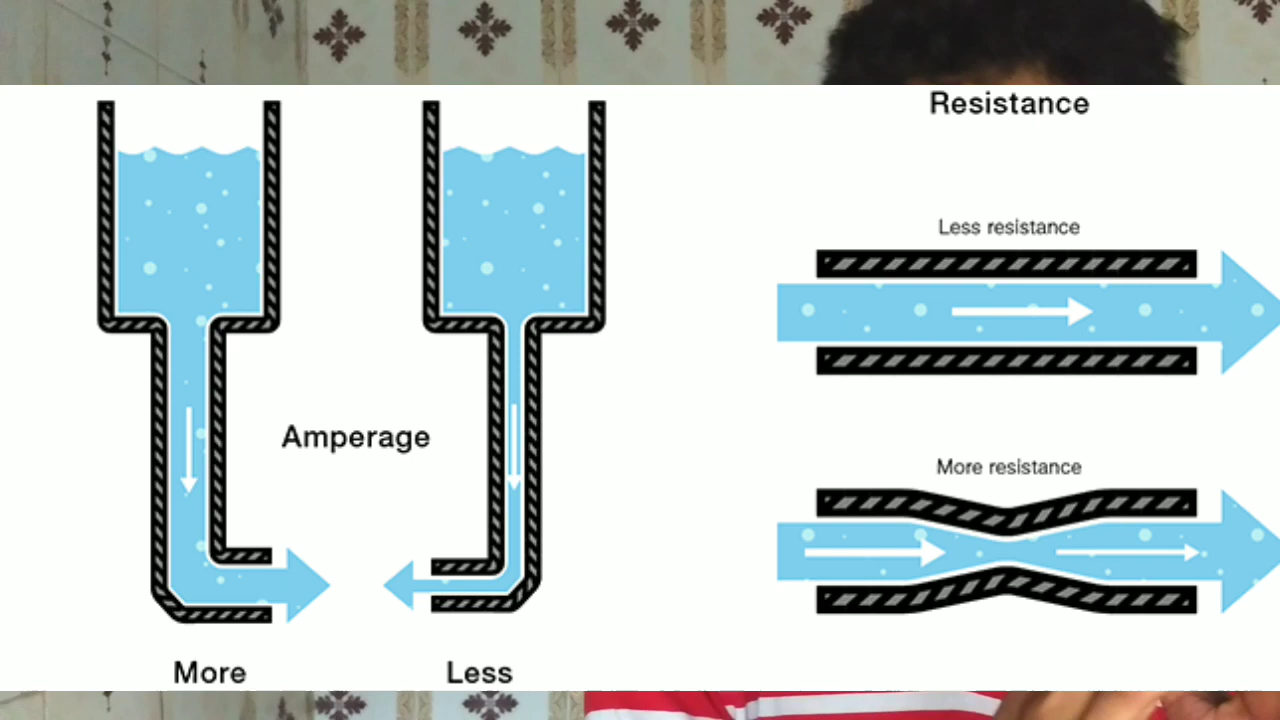 Resistance
Less resistance
Amperage
More resistance
More
Less